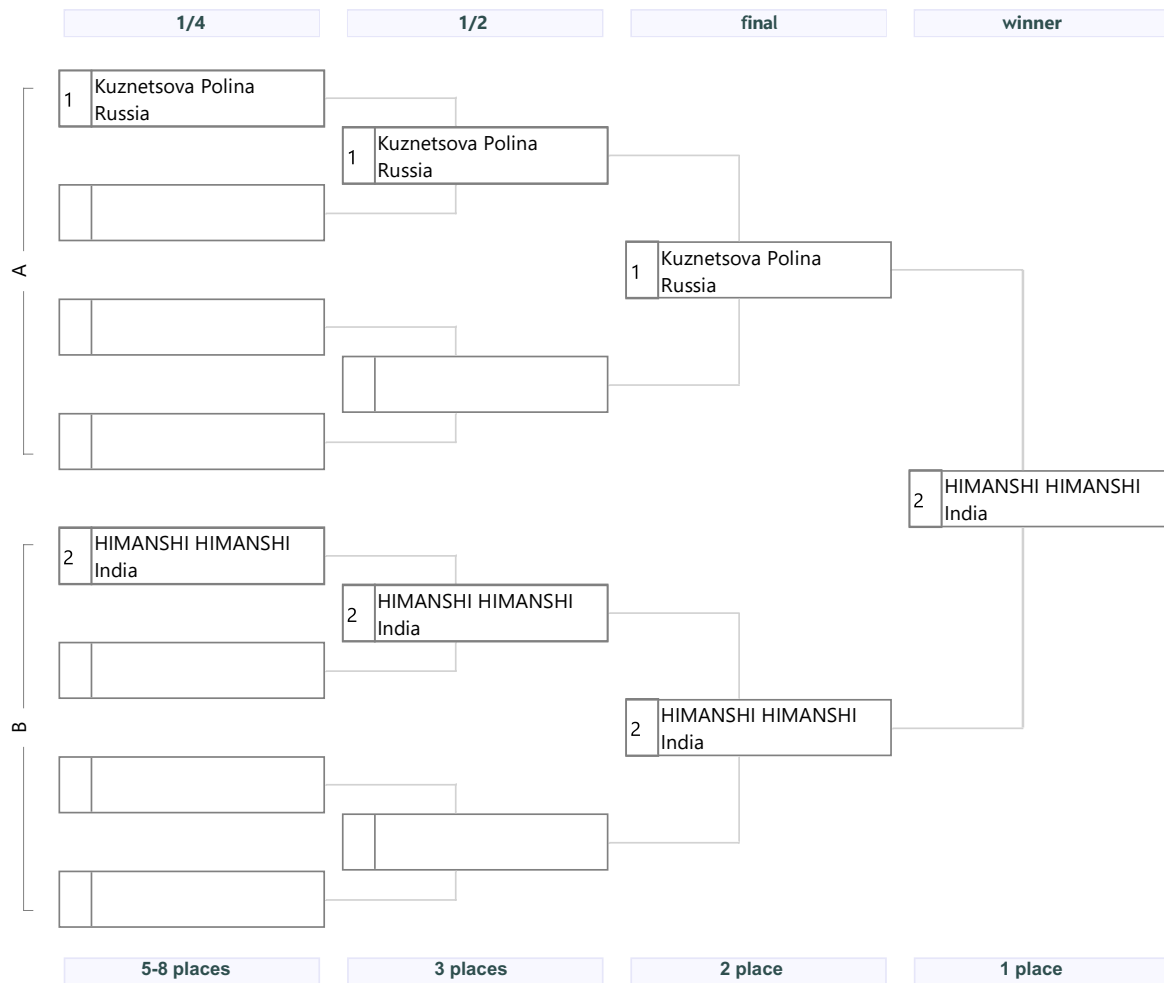 1/4 1/2 final winner
1 Kuznetsova Polina
Russia
1 Kuznetsova Polina
Russia
A
1 Kuznetsova Polina
Russia
2 HIMANSHI HIMANSHI
India
2 HIMANSHI HIMANSHI
India
2 HIMANSHI HIMANSHI
India
B
2 HIMANSHI HIMANSHI
India
5-8 places 3 places 2 place 1 place